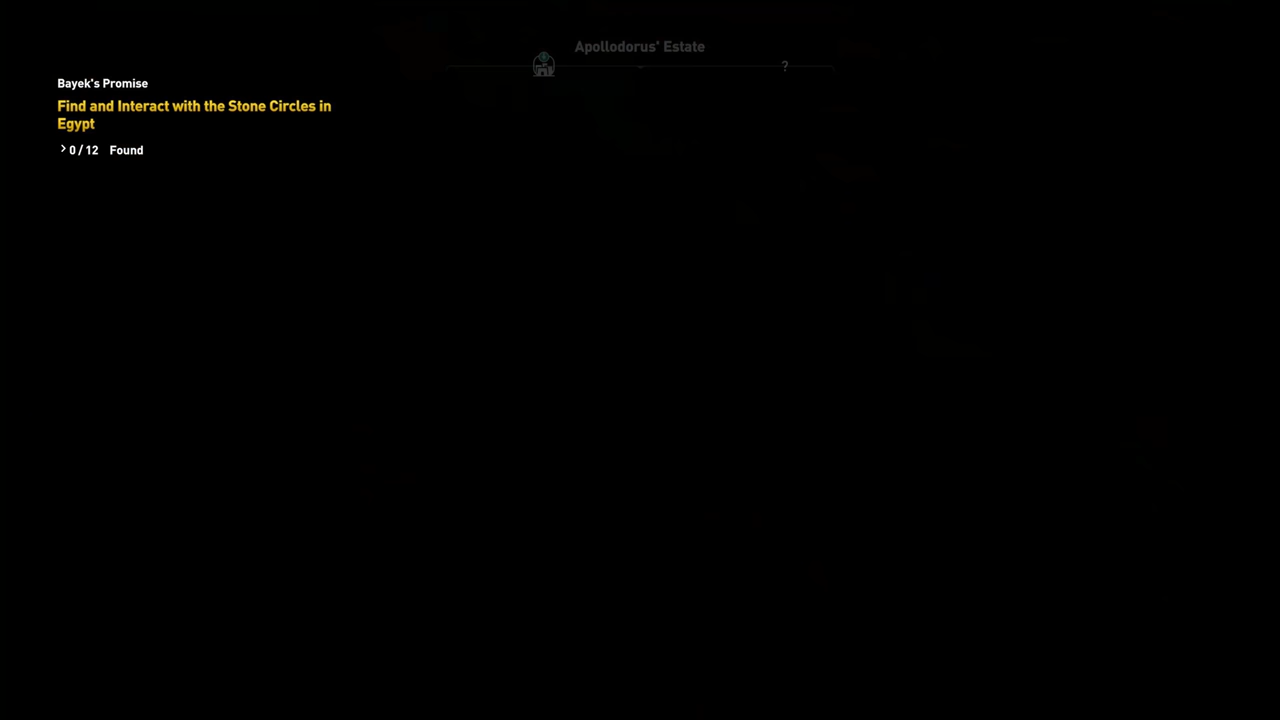 Apollodorus' Estate
?
Bayek's Promise
Find and Interact with the Stone Circles in
Egypt
> 0 / 12 Found